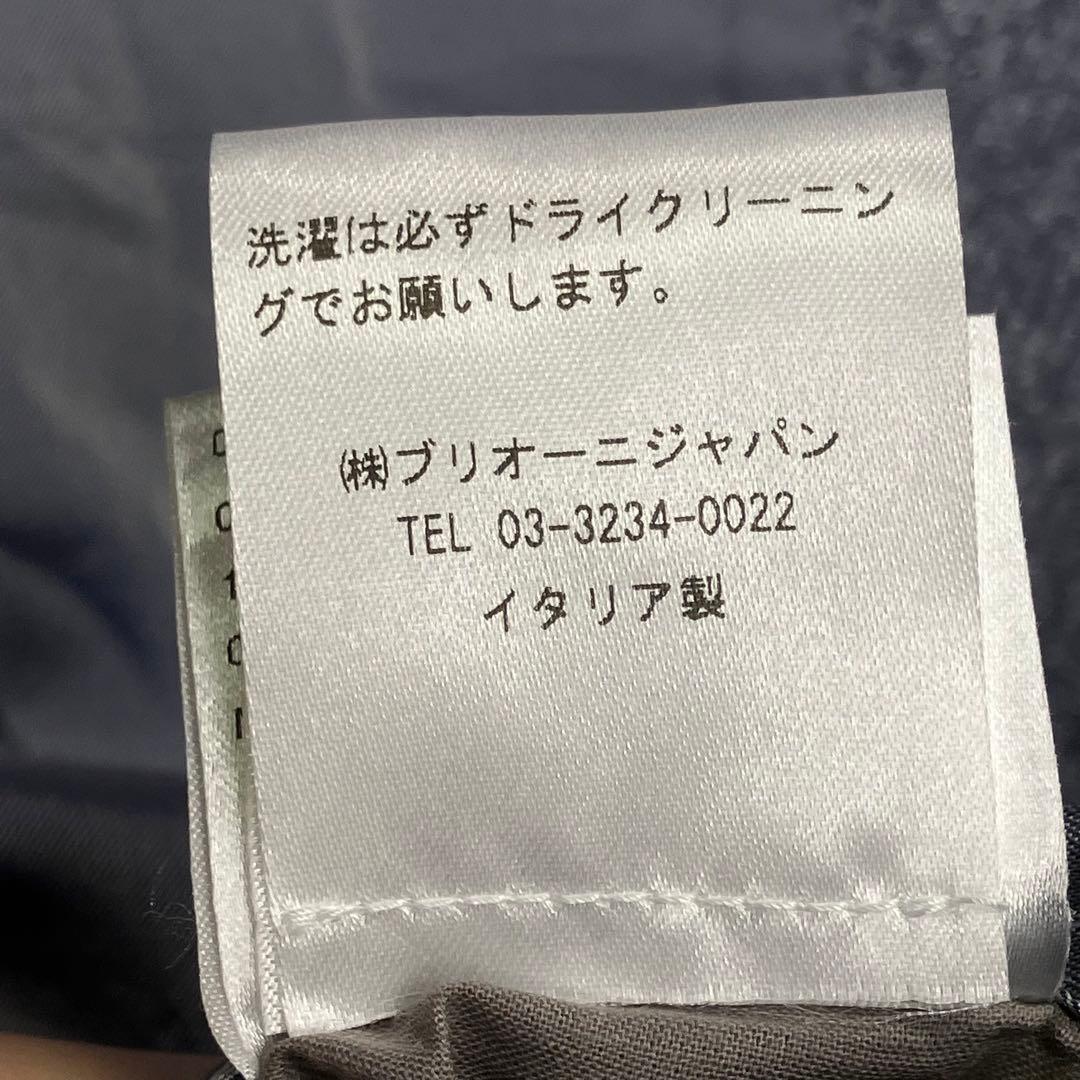 洗濯は必ずドライクリーニン
グでお願いします。
㈱ブリオーニジャパン
TEL 03-3234-0022
イタリア製